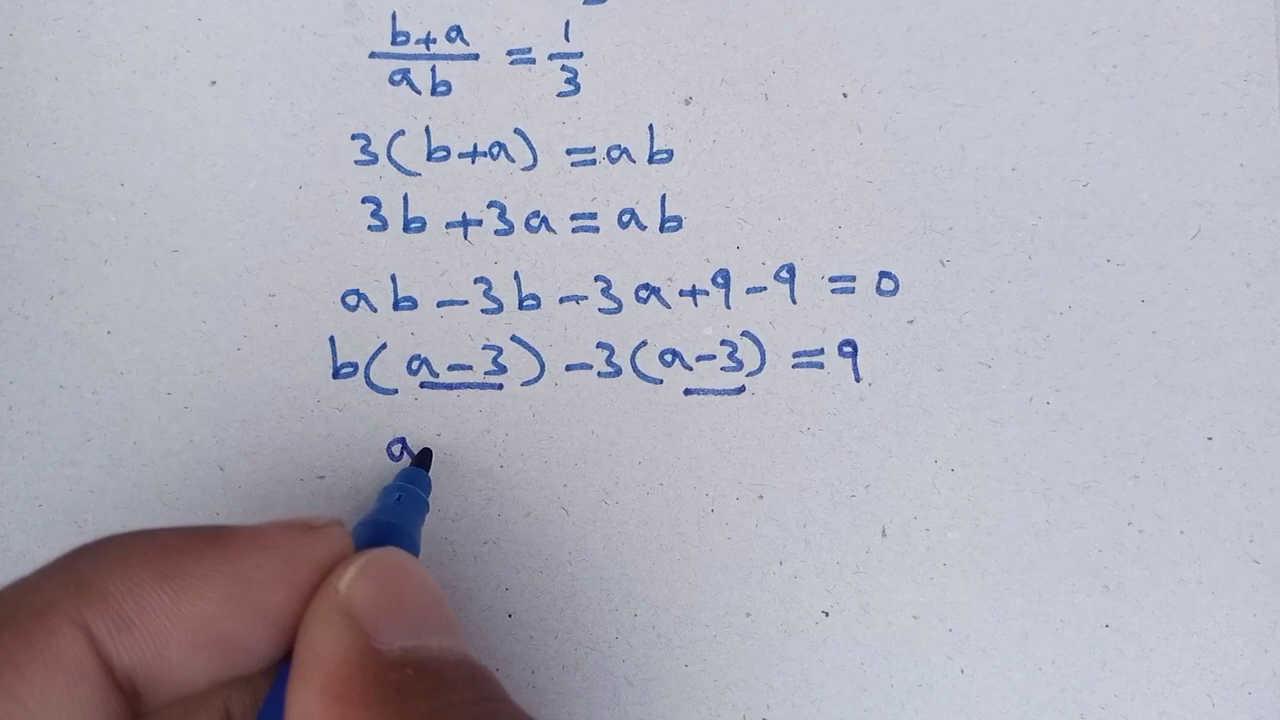 b+a/ab = 1/3
3(b+a) = ab
3b+3a = ab
ab-3b-3a+9-9 = 0
b(a-3)-3(a-3) = 9
a